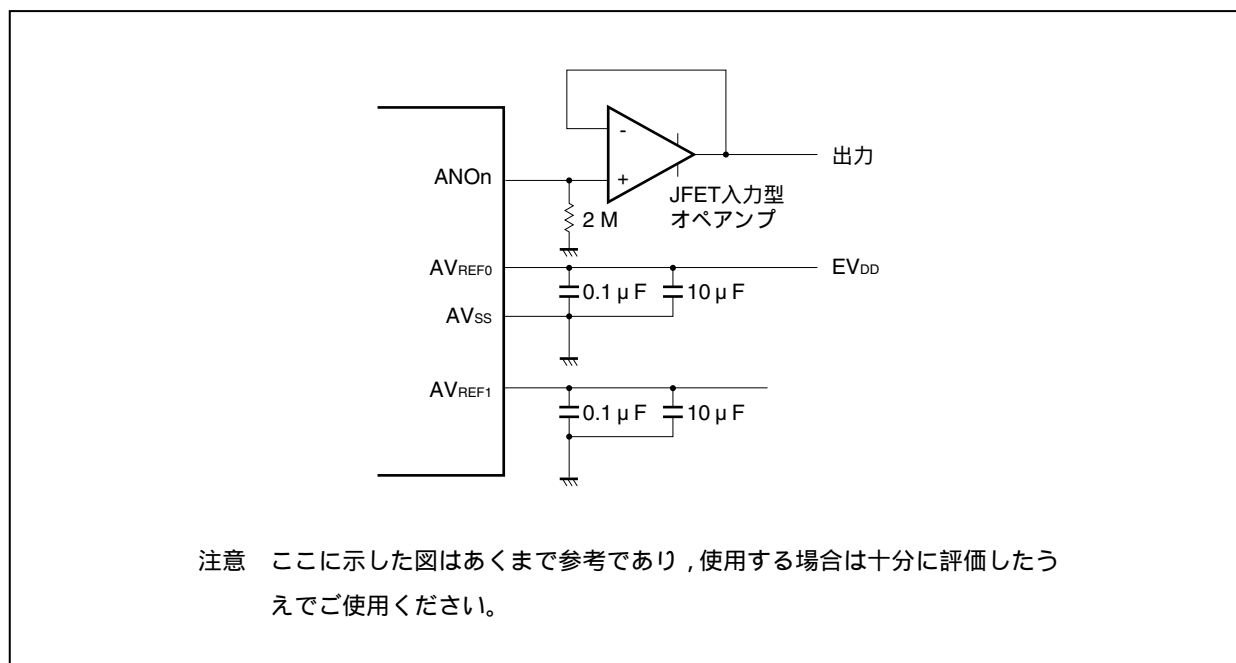 -
出力
ANOn
+
JFET入力型
オペアンプ
2 M
AVREF0
EVDD
0.1 μ F
10 μ F
AVSS
AVREF1
0.1 μ F
10 μ F
注意 ここに示した図はあくまで参考であり , 使用する場合は十分に評価したう
えでご使用ください。